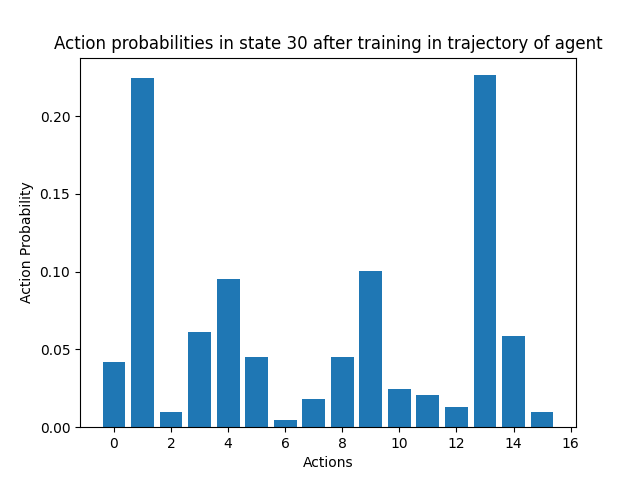 Action probabilities in state 30 after training in trajectory of agent
Action Probability
0.20
0.15
0.10
0.05
0.00
0 2 4 6 8 10 12 14 16
Actions